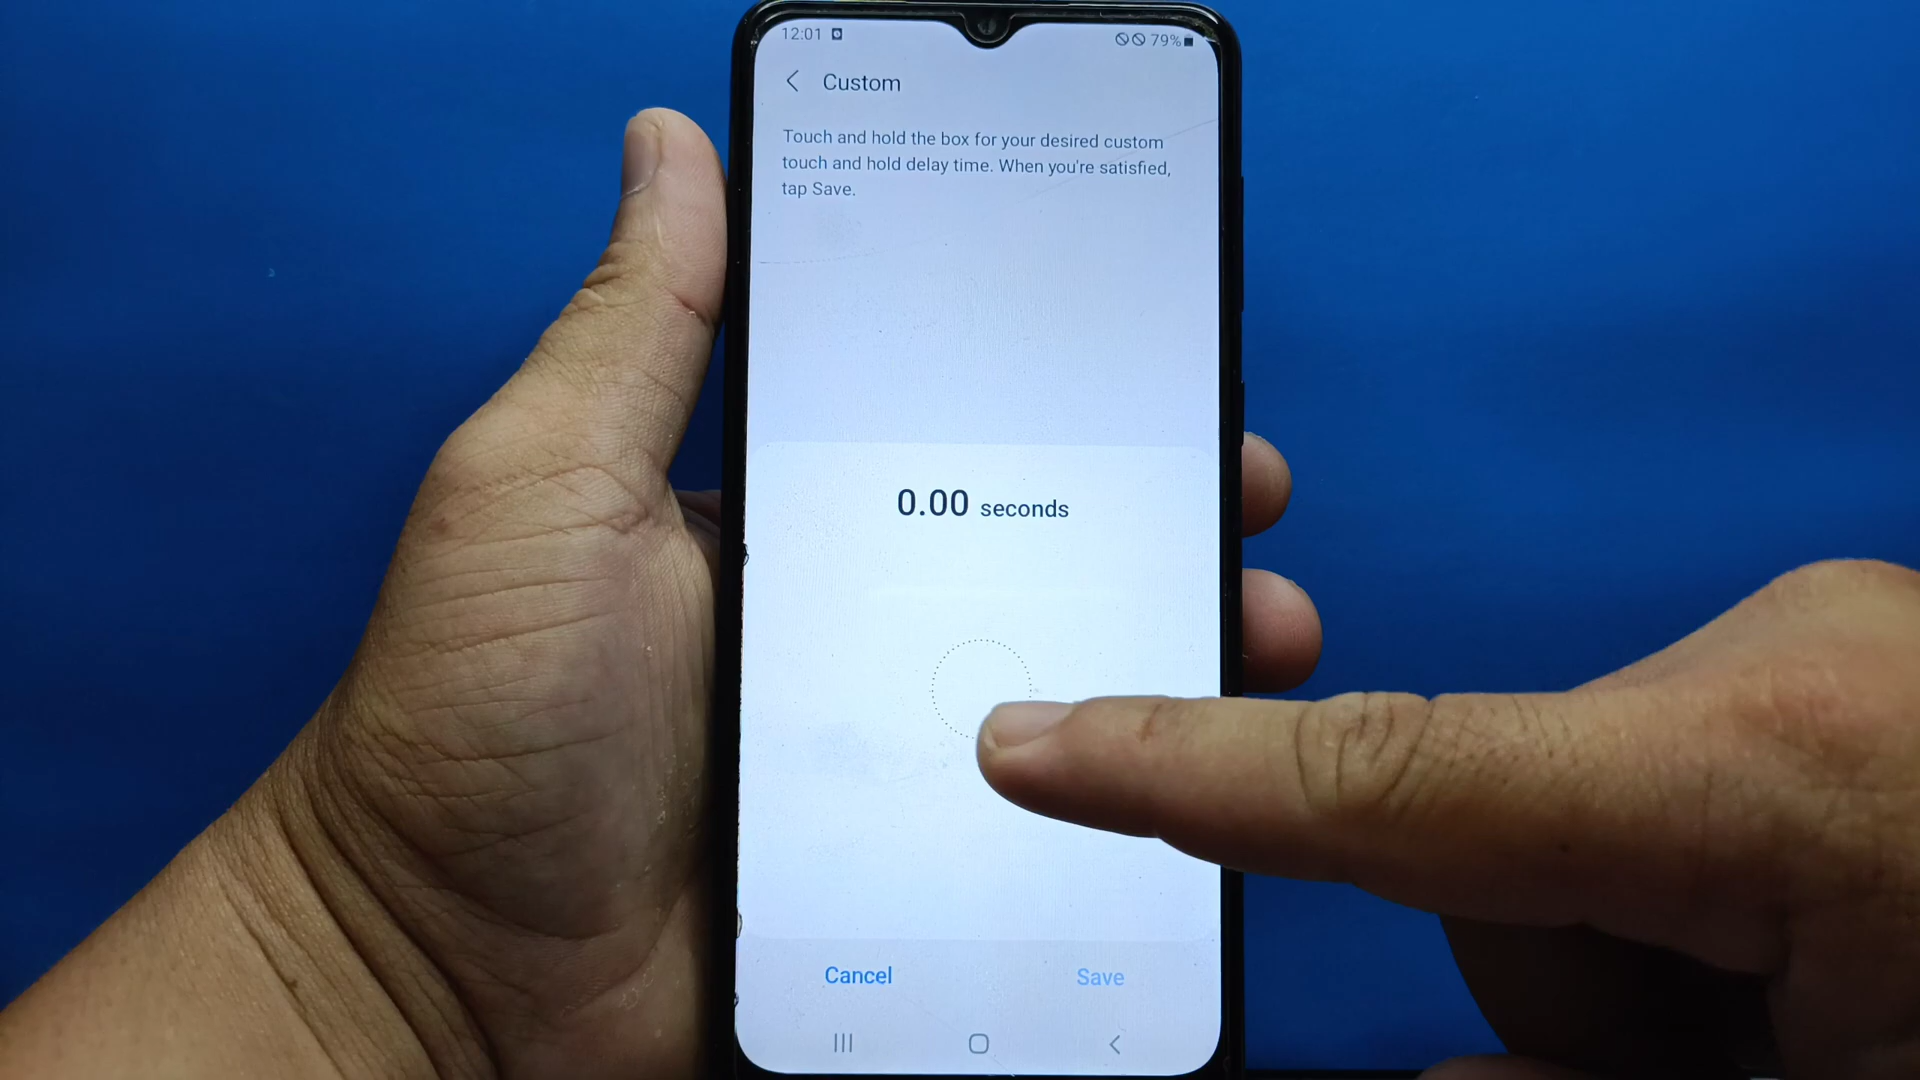 12:01 79%
Custom
Touch and hold the box for your desired custom
touch and hold delay time. When you're satisfied,
tap Save.
0.00 seconds
Cancel Save